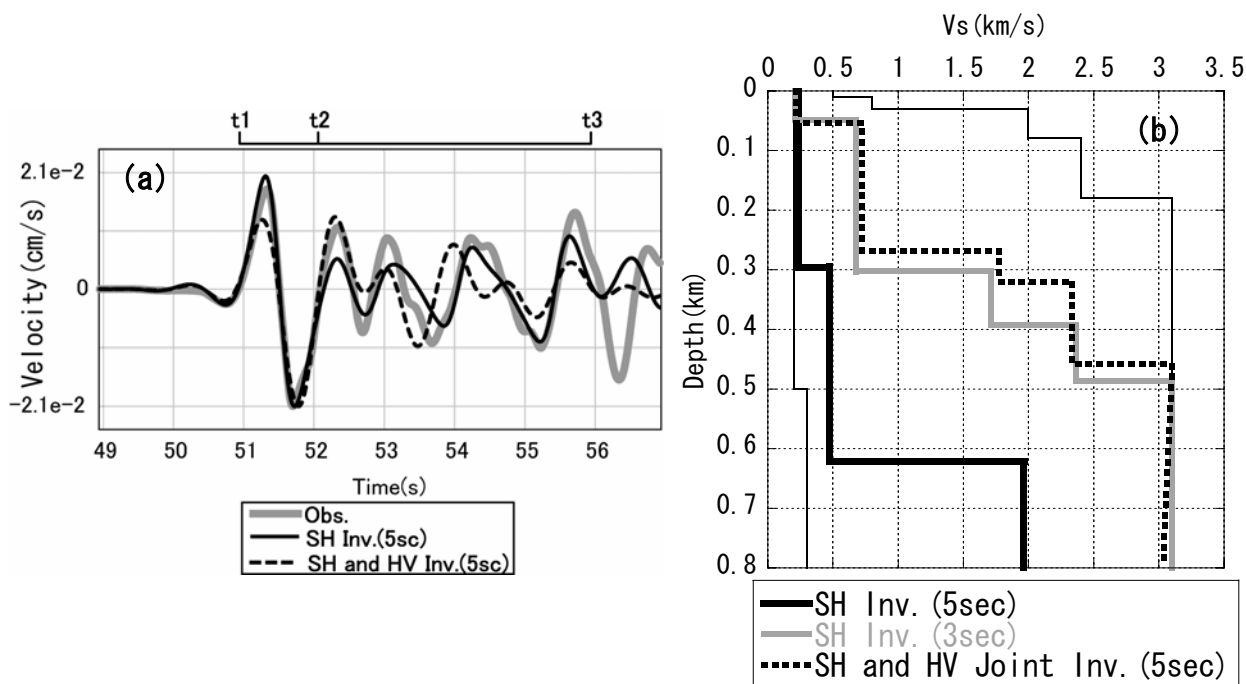 t1 t2 t3
(a)
2.1e-2
0
-2.1e-2
Velocity(cm/s)
49 50 51 52 53 54 55 56
Time(s)
Obs.
SH Inv.(5sc)
SH and HV Inv.(5sc)
Vs(km/s)
0 0.5 1 1.5 2 2.5 3 3.5
(b)
0
0.1
0.2
0.3
0.4
0.5
0.6
0.7
0.8
Depth(km)
SH Inv.(5sec)
SH Inv.(3sec)
SH and HV Joint Inv.(5sec)